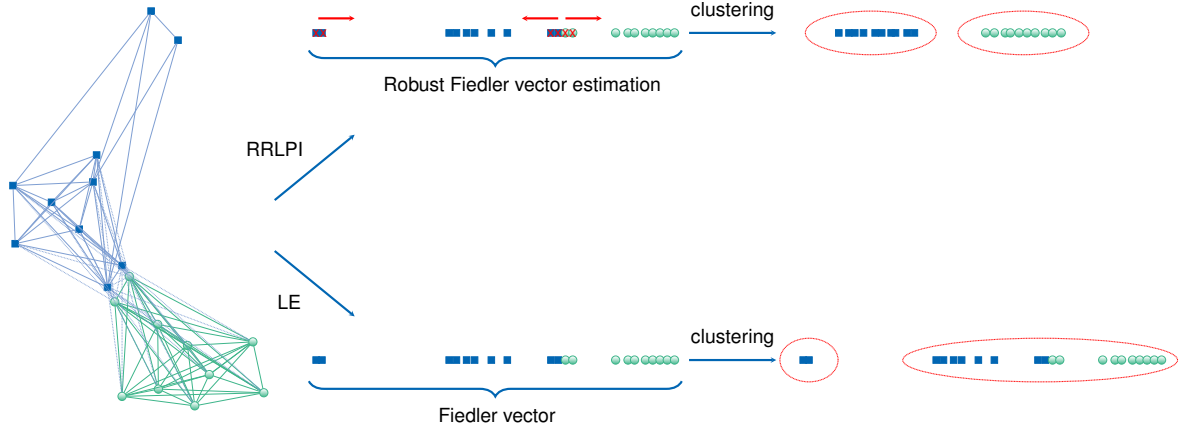 clustering
Robust Fiedler vector estimation
RRLPI
LE
clustering
Fiedler vector